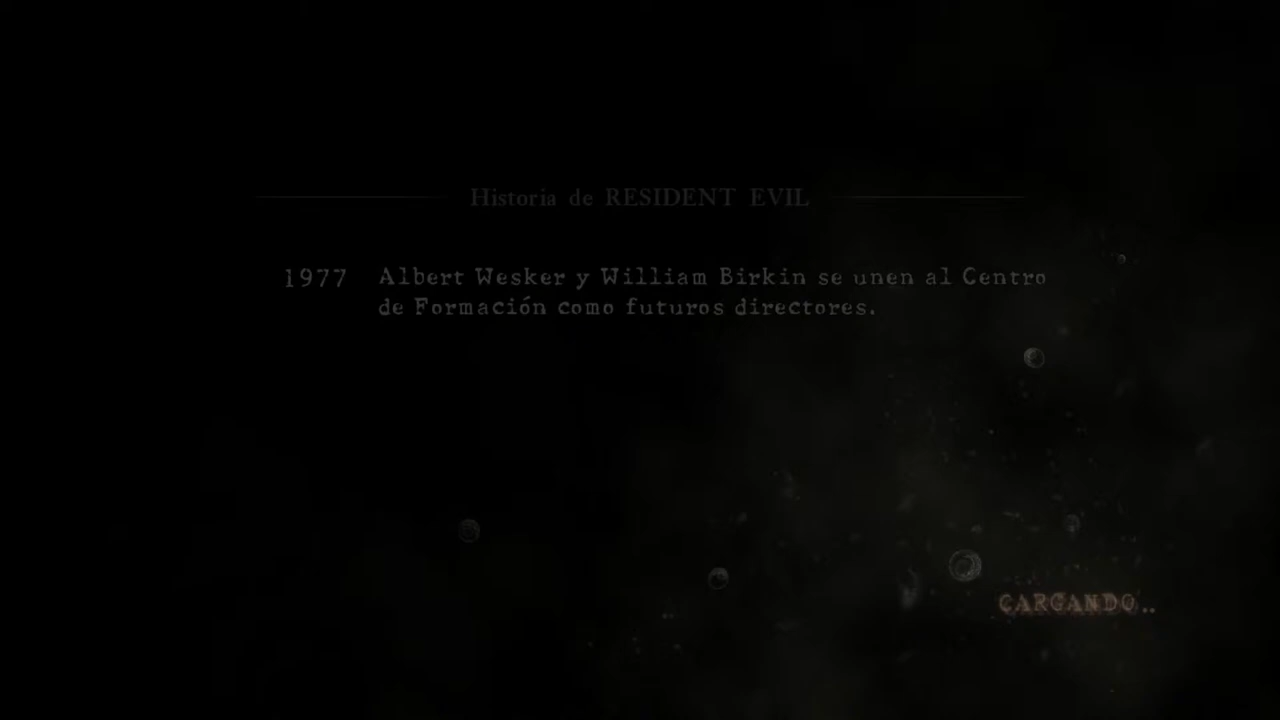 Historia de RESIDENT EVIL
1977 Albert Wesker y William Birkin se unen al Centro
de Formación como futuros directores.
CARGANDO..